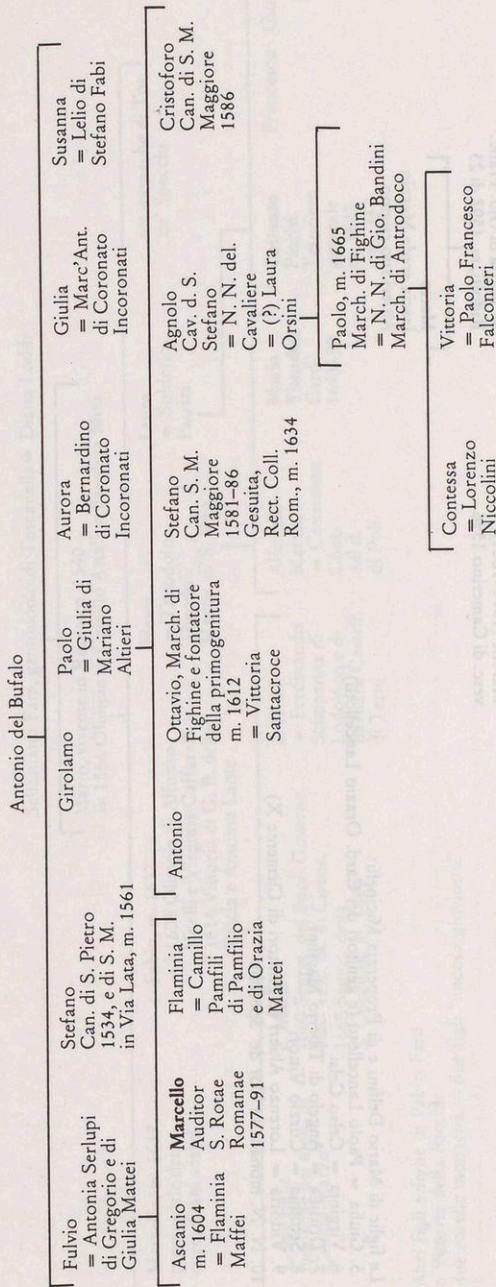 Antonio del Bufalo
Fulvio
= Antonia Serlupi
di Gregorio e di
Giulia Mattei
Stefano
Can. di S. Pietro
1534, e di S. M.
in Via Lata, m. 1561
Girolamo
Paolo
= Giulia di
Mariano
Altieri
Aurora
= Bernardino
di Coronato
Incoronati
Giulia
= Marc'Ant.
di Coronato
Incoronati
Susanna
= Lelio di
Stefano Fabi
Ascanio
m. 1604
= Flaminia
Maffei
Marcello
Auditor
S. Rotae
Romanae
1577–91
Flaminia
= Camillo
Pamfili
di Pamfilio
e di Orazia
Mattei
Antonio
Ottavio, March. di
Fighine e fontatore
della primogenitura
m. 1612
= Vittoria
Santacroce
Stefano
Can. S. M.
Maggiore
1581–86
Gesuita,
Rect. Coll.
Rom., m. 1634
Agnolo
Cav. d. S.
Stefano
= N. N. del.
Cavaliere
= (?) Laura
Orsini
Cristoforo
Can. di S. M.
Maggiore
1586
Paolo, m. 1665
March. di Fighine
= N. N. di Gio. Bandini
March. di Antrodoco
Contessa
= Lorenzo
Niccolini
Vittoria
= Paolo Francesco
Falconieri